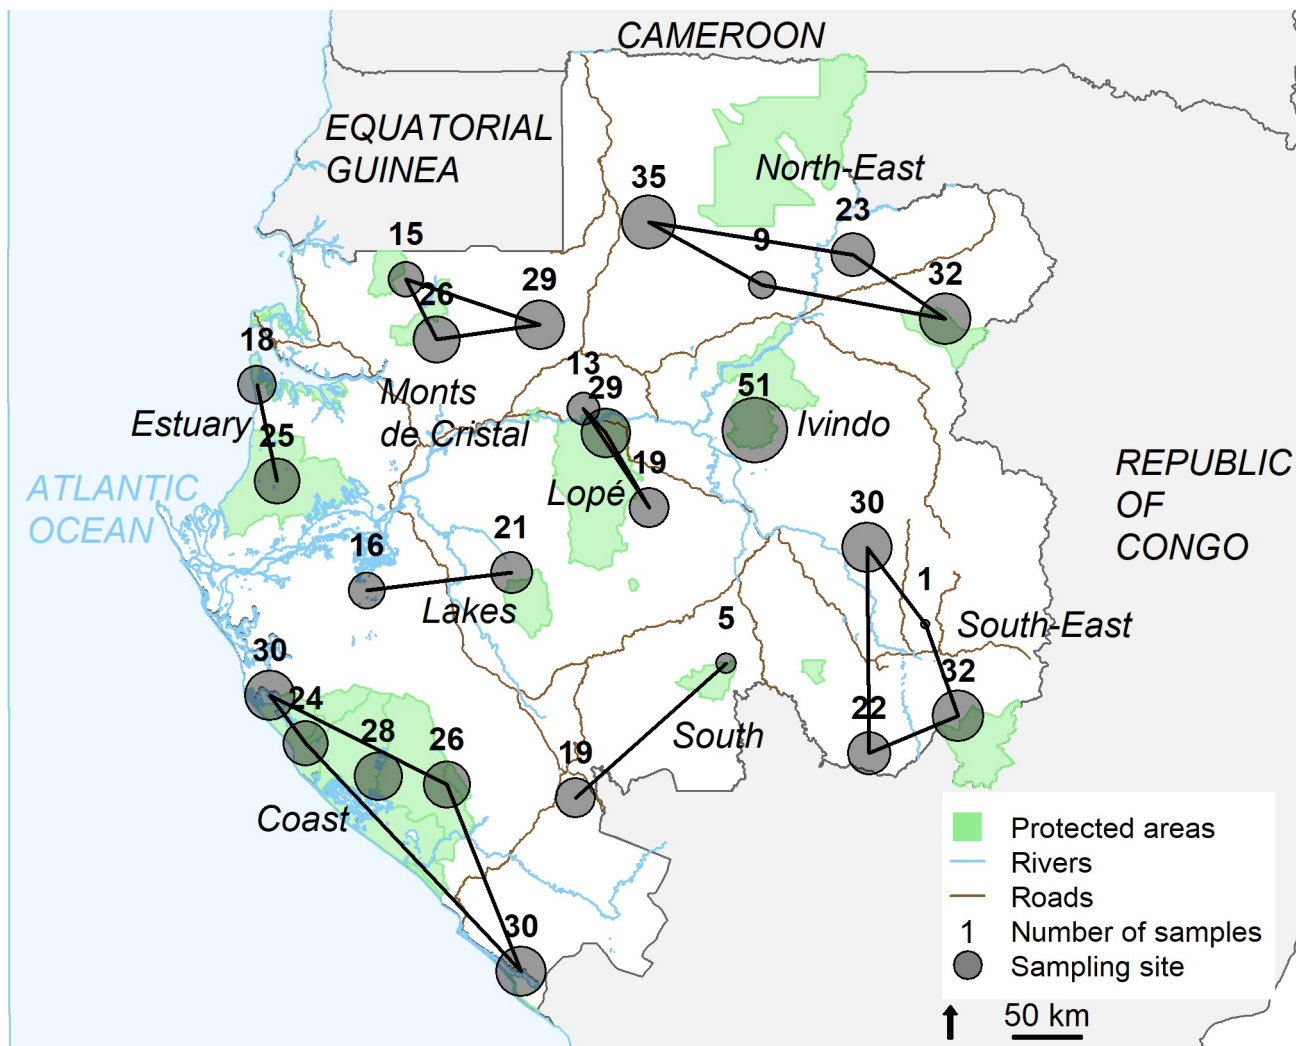 CAMEROON
EQUATORIAL
GUINEA
North-East
35
23
9
15
29
26
32
18
13
29
51
Monts
de Cristal
Estuary
25
Ivindo
19
Lopé
ATLANTIC
OCEAN
REPUBLIC
OF
CONGO
30
21
16
1
Lakes
5
South-East
30
32
24
22
28
26
South
19
Coast
30
Protected areas
Rivers
Roads
1 Number of samples
Sampling site
50 km